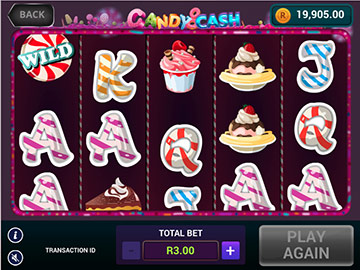 BACK
CANDY CASH
R 19,905.00
WILD
K
J
A
A
Q
Q
A
J
A
i
TOTAL BET
TRANSACTION ID
- R3.00 +
PLAY
AGAIN